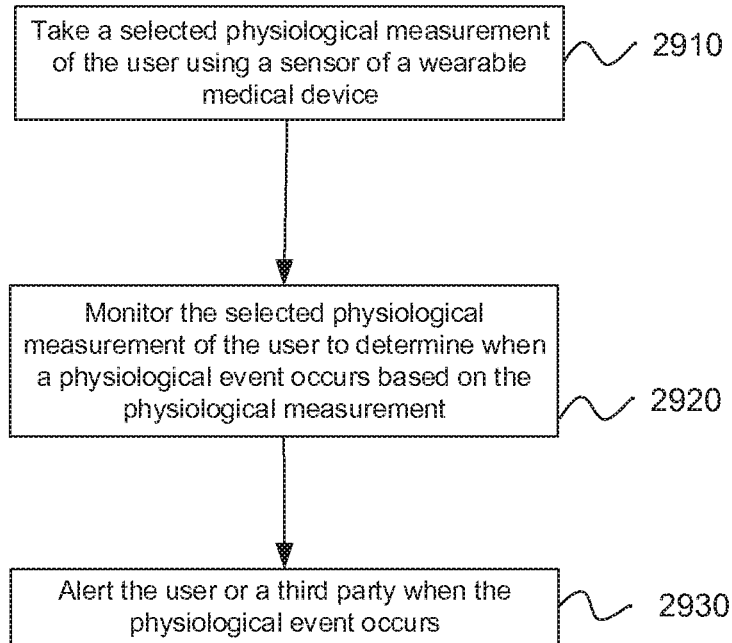 Take a selected physiological measurement
of the user using a sensor of a wearable
medical device
2910
Monitor the selected physiological
measurement of the user to determine when
a physiological event occurs based on the
physiological measurement
2920
Alert the user or a third party when the
physiological event occurs
2930